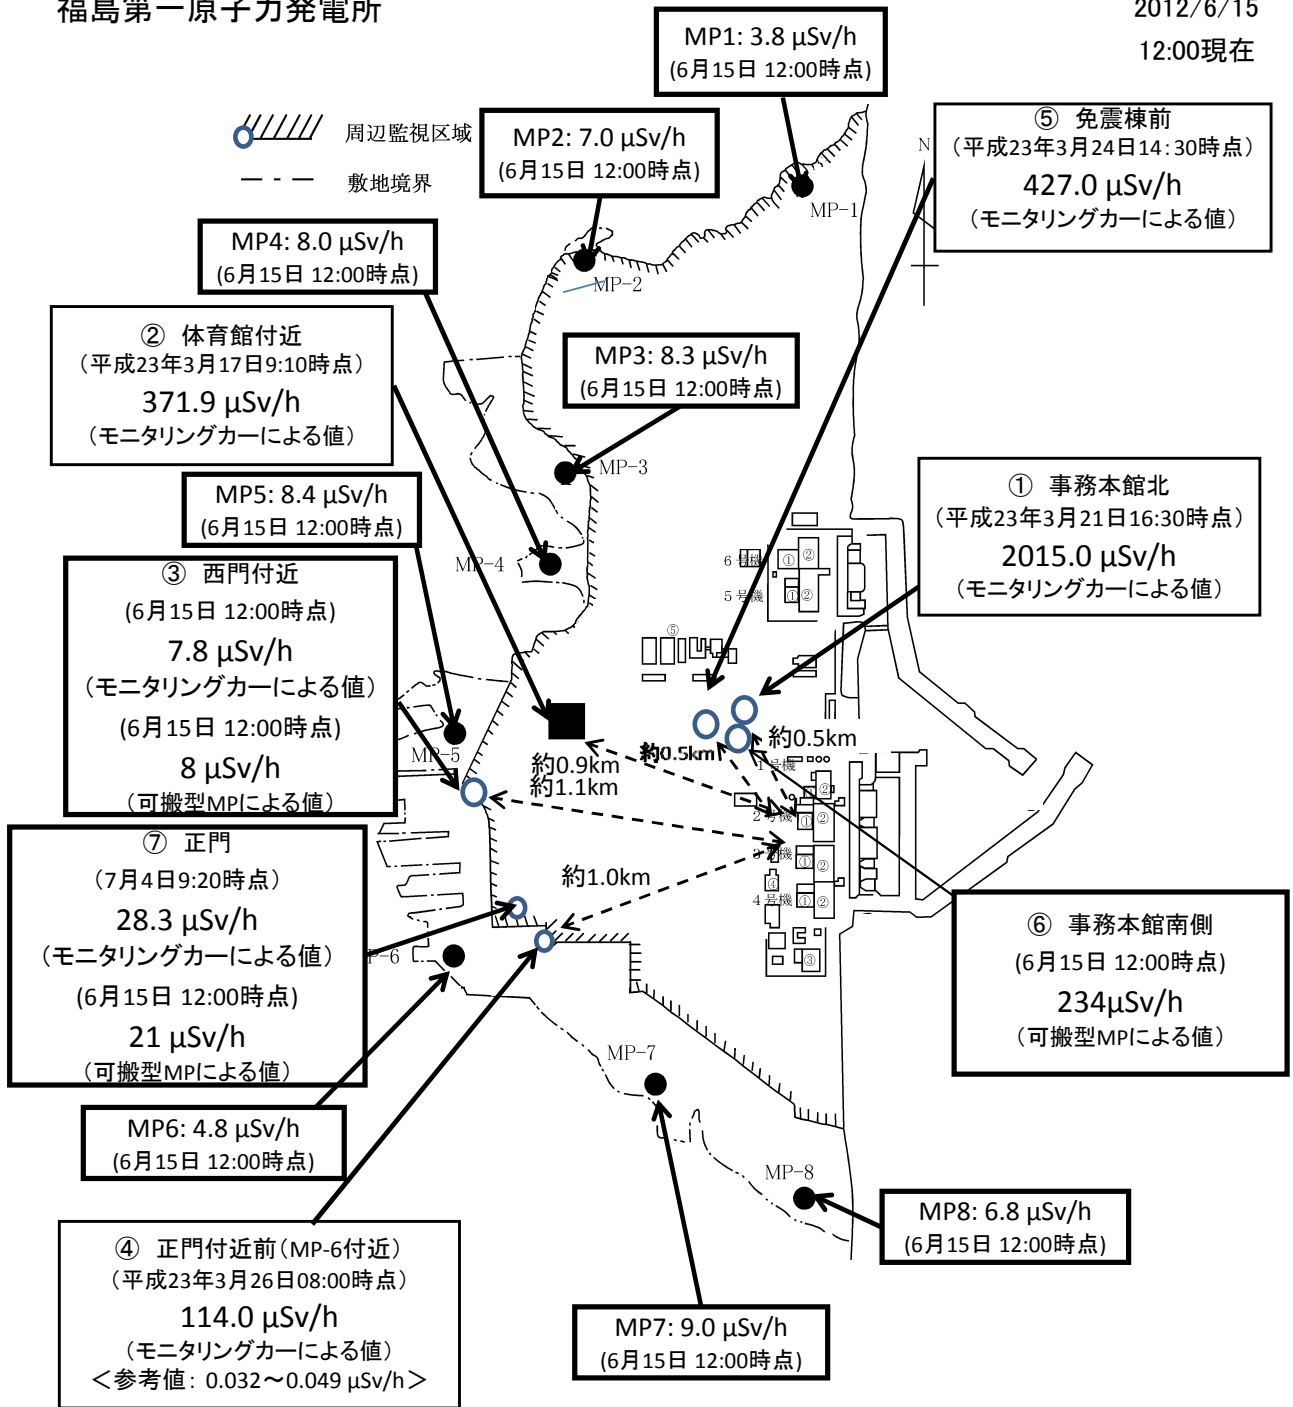 福島第一原子力発電所
2012/6/15
12:00現在
MP1: 3.8 μSv/h
(6月15日 12:00時点)
周辺監視区域
敷地境界
MP2: 7.0 μSv/h
(6月15日 12:00時点)
⑤ 免震棟前
(平成23年3月24日14:30時点)
427.0 μSv/h
(モニタリングカーによる値)
N
MP-1
MP4: 8.0 μSv/h
(6月15日 12:00時点)
MP-2
② 体育館付近
(平成23年3月17日9:10時点)
371.9 μSv/h
(モニタリングカーによる値)
MP3: 8.3 μSv/h
(6月15日 12:00時点)
MP-3
MP5: 8.4 μSv/h
(6月15日 12:00時点)
① 事務本館北
(平成23年3月21日16:30時点)
2015.0 μSv/h
(モニタリングカーによる値)
MP-4
6号機
① ②
5号機
① ②
③ 西門付近
(6月15日 12:00時点)
7.8 μSv/h
(モニタリングカーによる値)
(6月15日 12:00時点)
8 μSv/h
(可搬型MPによる値)
⑤
MP-5
約0.9km
約1.1km
約0.5km
約0.5km
1号機
②
2号機
① ②
3号機
① ②
④
4号機
① ②
③
約1.0km
⑦ 正門
(7月4日9:20時点)
28.3 μSv/h
(モニタリングカーによる値)
(6月15日 12:00時点)
21 μSv/h
(可搬型MPによる値)
P-6
⑥ 事務本館南側
(6月15日 12:00時点)
234μSv/h
(可搬型MPによる値)
MP-7
MP6: 4.8 μSv/h
(6月15日 12:00時点)
MP-8
MP8: 6.8 μSv/h
(6月15日 12:00時点)
④ 正門付近前(MP-6付近)
(平成23年3月26日08:00時点)
114.0 μSv/h
(モニタリングカーによる値)
<参考値: 0.032~0.049 μSv/h>
MP7: 9.0 μSv/h
(6月15日 12:00時点)